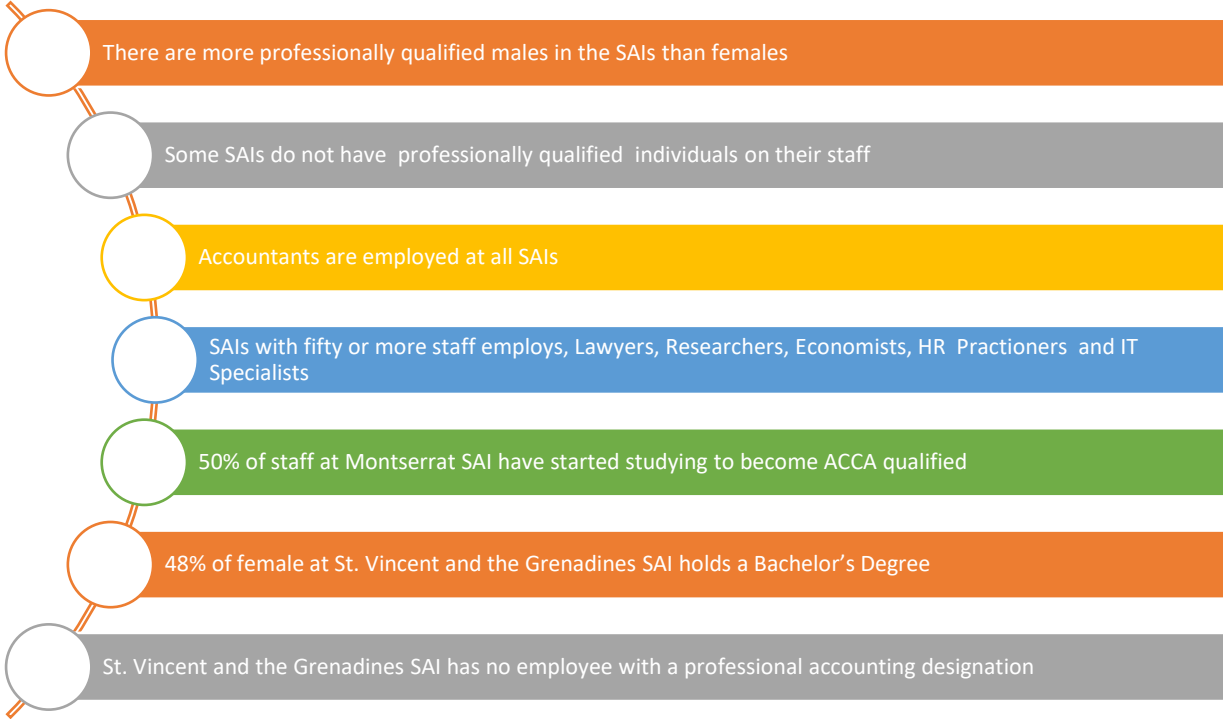 There are more professionally qualified males in the SAIs than females
Some SAIs do not have  professionally qualified  individuals on their staff
Accountants are employed at all SAIs
SAIs with fifty or more staff employs, Lawyers, Researchers, Economists, HR  Practioners  and IT
Specialists
50% of staff at Montserrat SAI have started studying to become ACCA qualified
48% of female at St. Vincent and the Grenadines SAI holds a Bachelor’s Degree
St. Vincent and the Grenadines SAI has no employee with a professional accounting designation